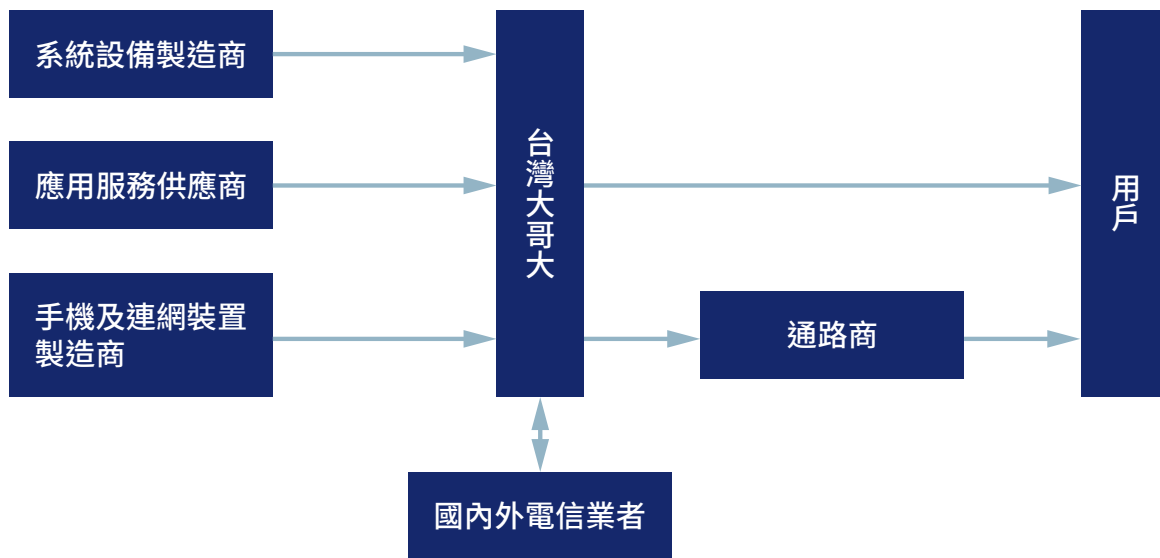 系統設備製造商
應用服務供應商
手機及連網裝置
製造商
台灣大哥大
通路商
用戶
國內外電信業者